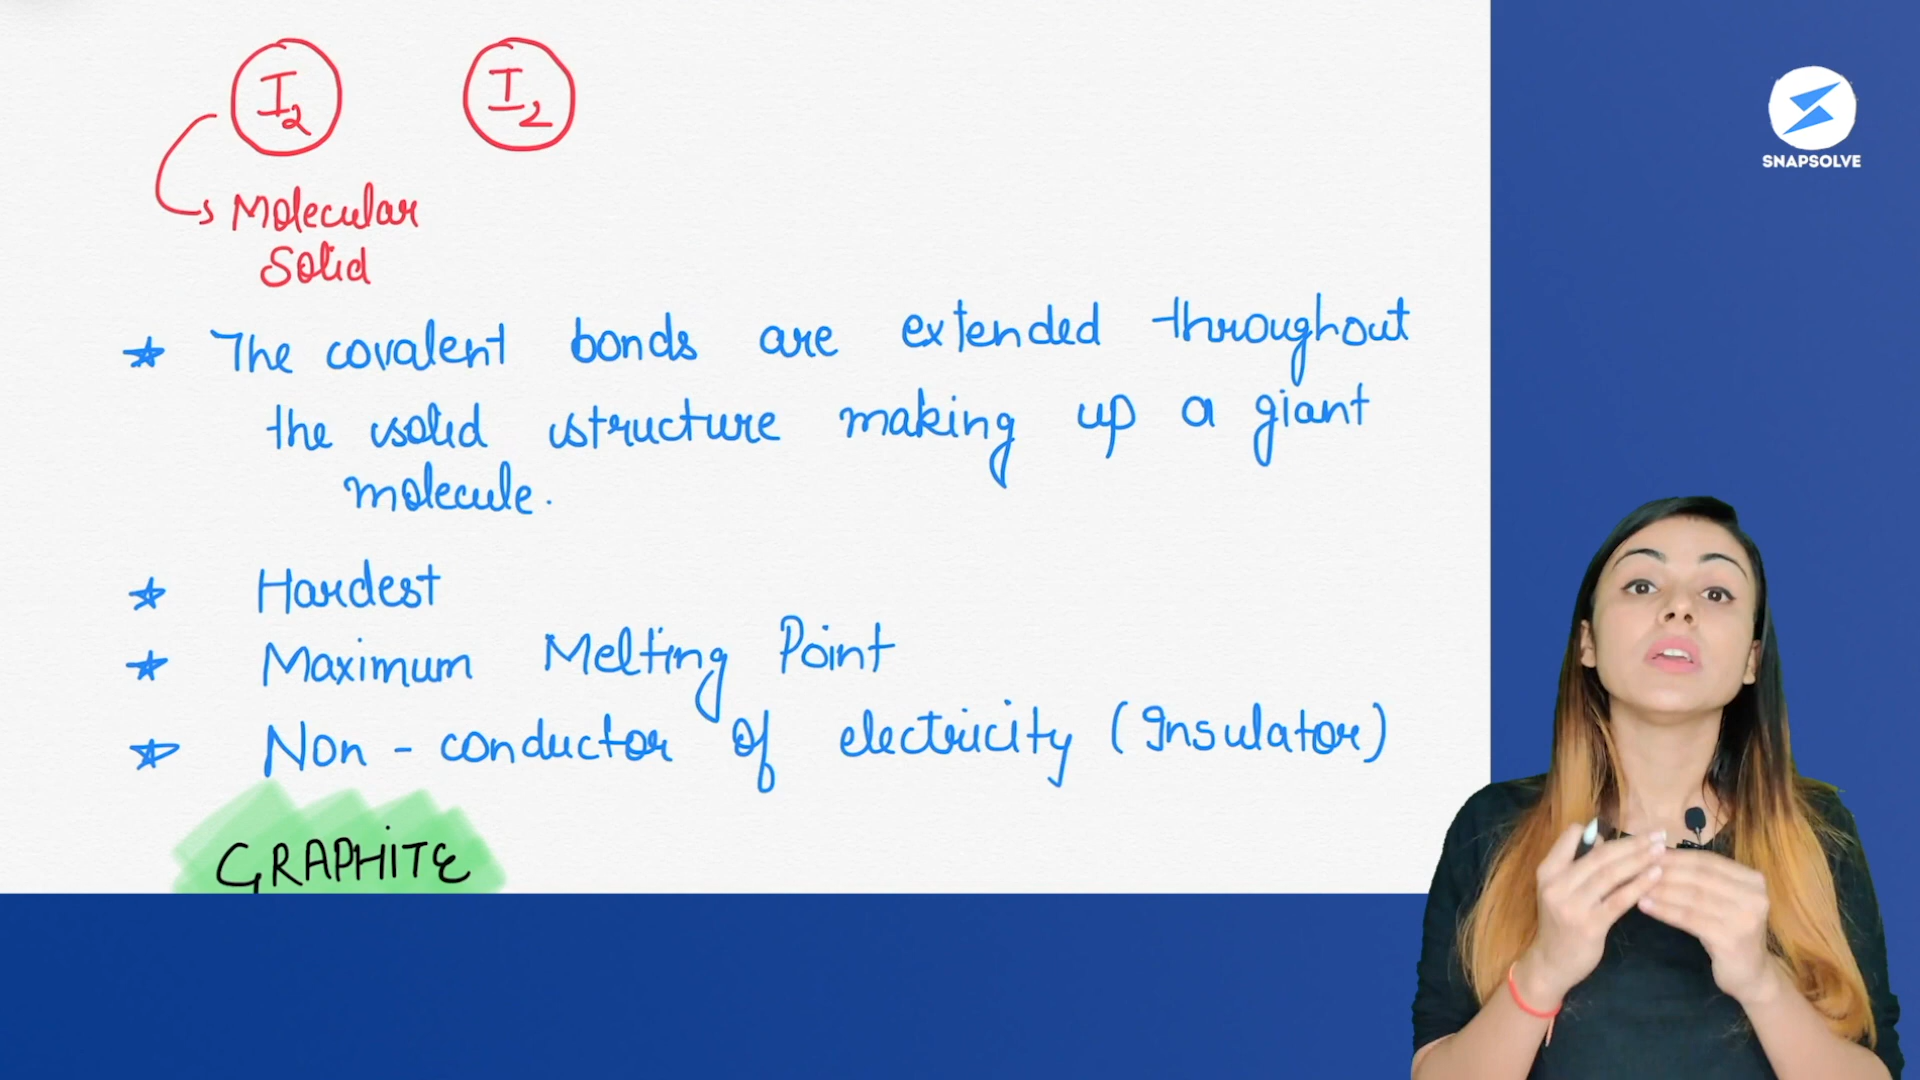 I2 I2
SNAPSOLVE
Molecular
Solid
★ The covalent bonds are extended throughout
the solid structure making up a giant
molecule.
★ Hardest
★ Maximum Melting Point
★ Non - conductor of electricity (Insulator)
GRAPHITE